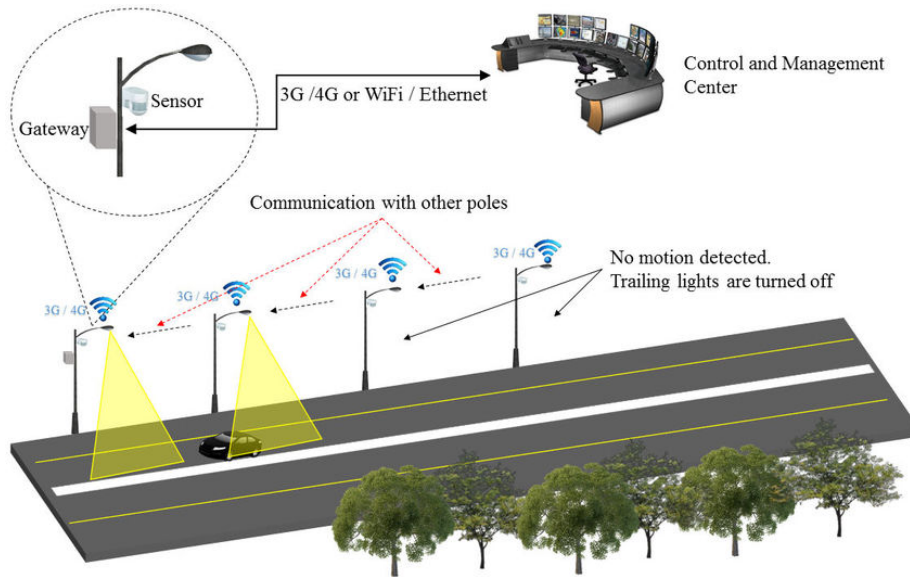 Control and Management
Center
3G /4G or WiFi / Ethernet
Sensor
Gateway
Communication with other poles
No motion detected.
Trailing lights are turned off
3G / 4G
3G / 4G
3G / 4G
3G / 4G